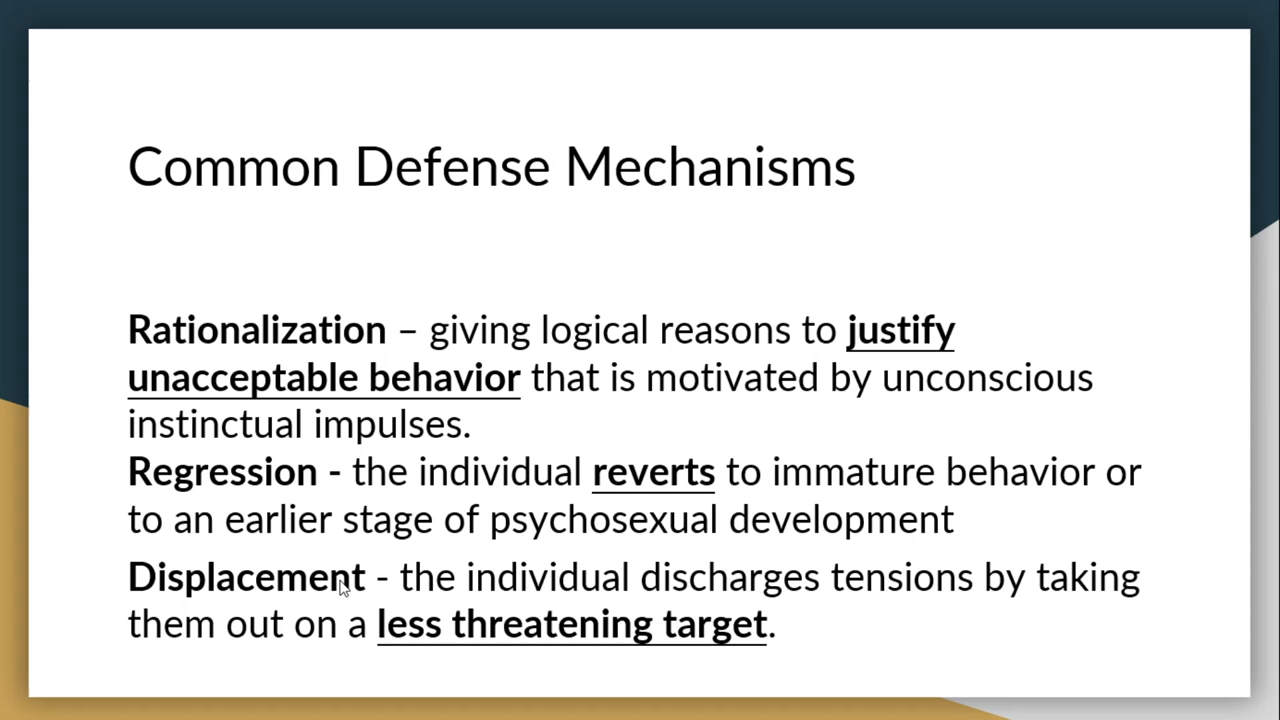 Common Defense Mechanisms
Rationalization – giving logical reasons to justify
unacceptable behavior that is motivated by unconscious
instinctual impulses.
Regression - the individual reverts to immature behavior or
to an earlier stage of psychosexual development
Displacement - the individual discharges tensions by taking
them out on a less threatening target.